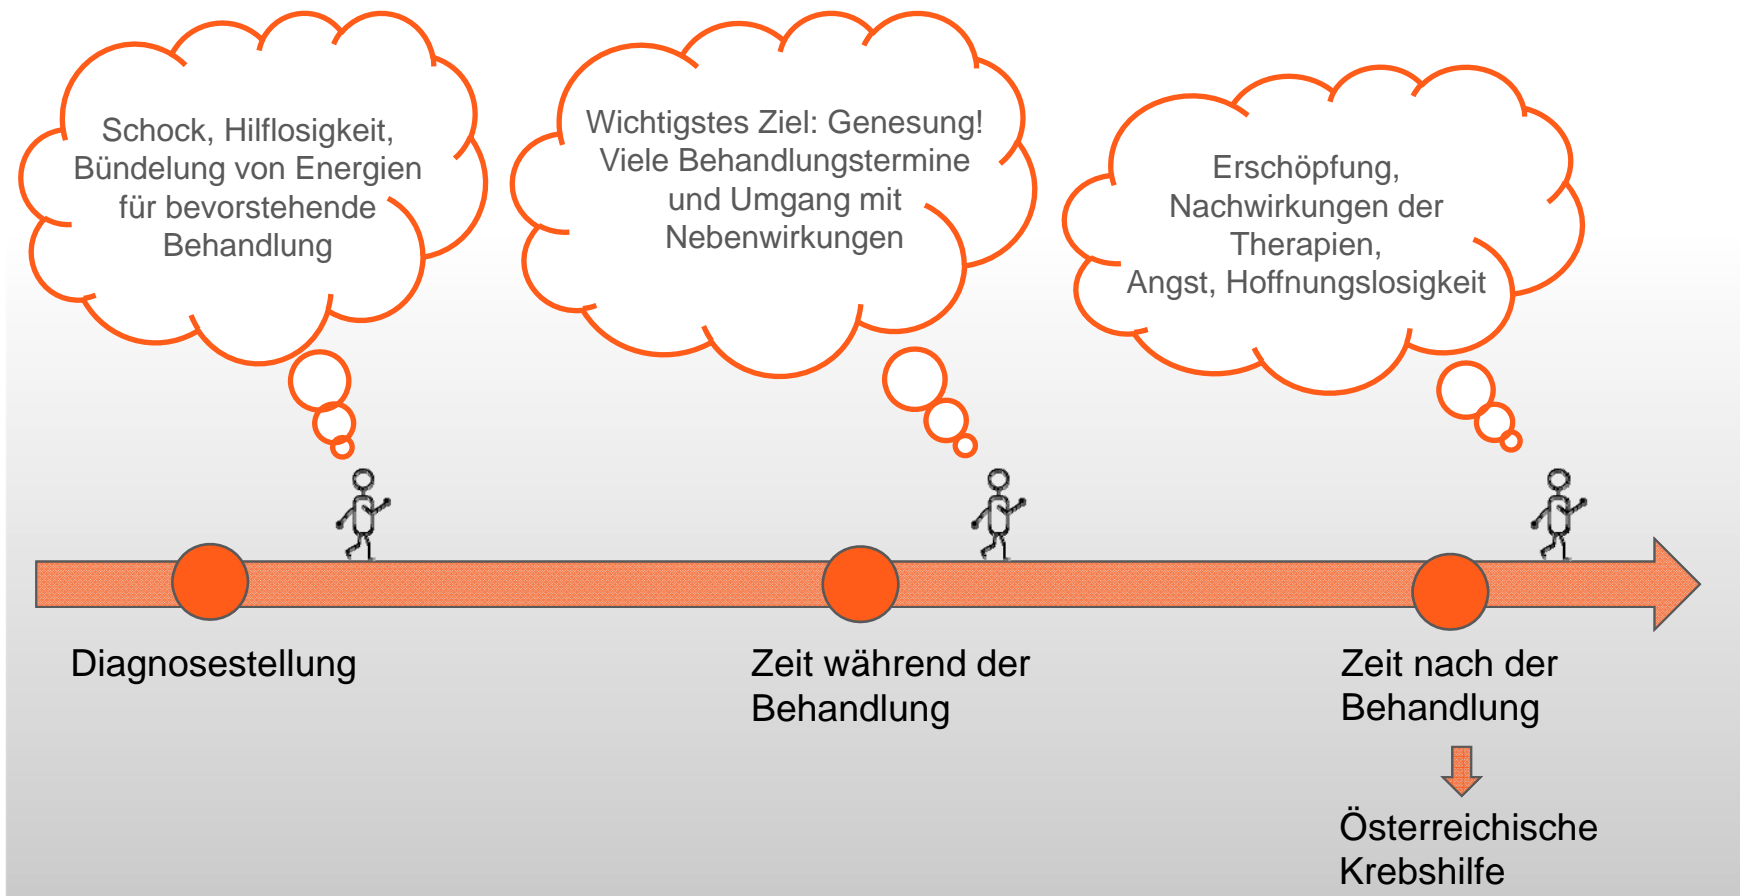 Schock, Hilflosigkeit,
Bündelung von Energien
für bevorstehende
Behandlung
Wichtigstes Ziel: Genesung!
Viele Behandlungstermine
und Umgang mit
Nebenwirkungen
Erschöpfung,
Nachwirkungen der
Therapien,
Angst, Hoffnungslosigkeit
Diagnosestellung
Zeit während der
Behandlung
Zeit nach der
Behandlung
Österreichische
Krebshilfe